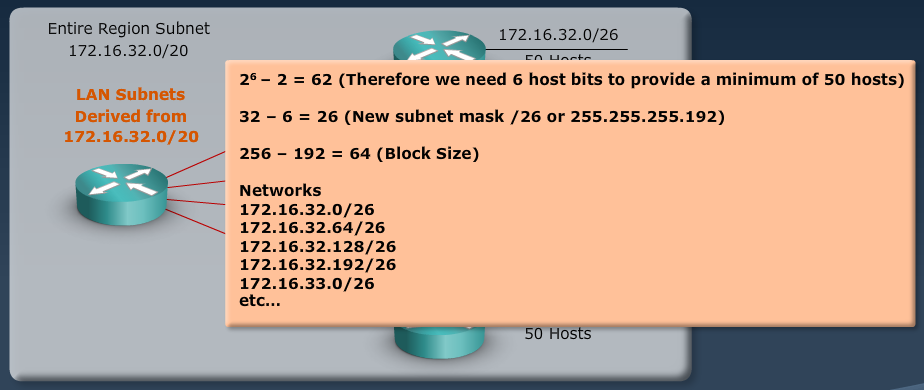 Entire Region Subnet
172.16.32.0/20
172.16.32.0/26
50 Hosts
LAN Subnets
Derived from
172.16.32.0/20
2⁶ – 2 = 62 (Therefore we need 6 host bits to provide a minimum of 50 hosts)
32 – 6 = 26 (New subnet mask /26 or 255.255.255.192)
256 – 192 = 64 (Block Size)
Networks
172.16.32.0/26
172.16.32.64/26
172.16.32.128/26
172.16.32.192/26
172.16.33.0/26
etc...
50 Hosts